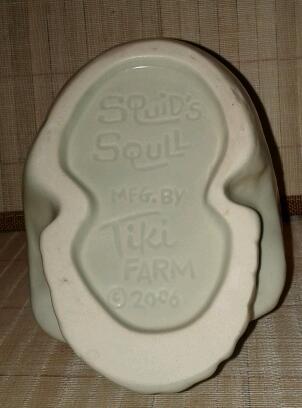 SQuiD'S
SQuLL
MFG. BY
Tiki
FARM
© 2006